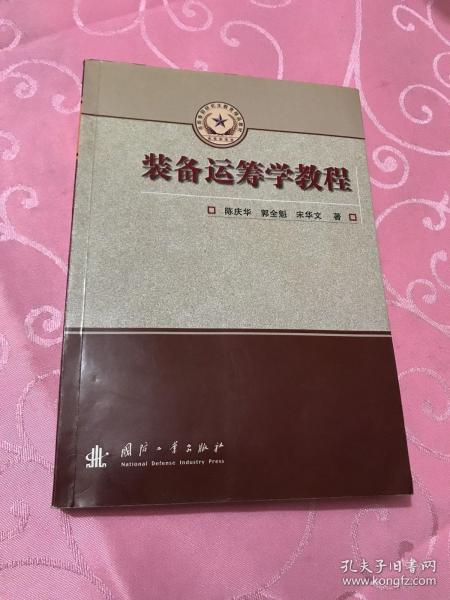 装备运筹学教程
陈庆华 郭全魁 宋华文 著
国防工业出版社
National Defense Industry Press
孔夫子旧书网
www.kongfz.com